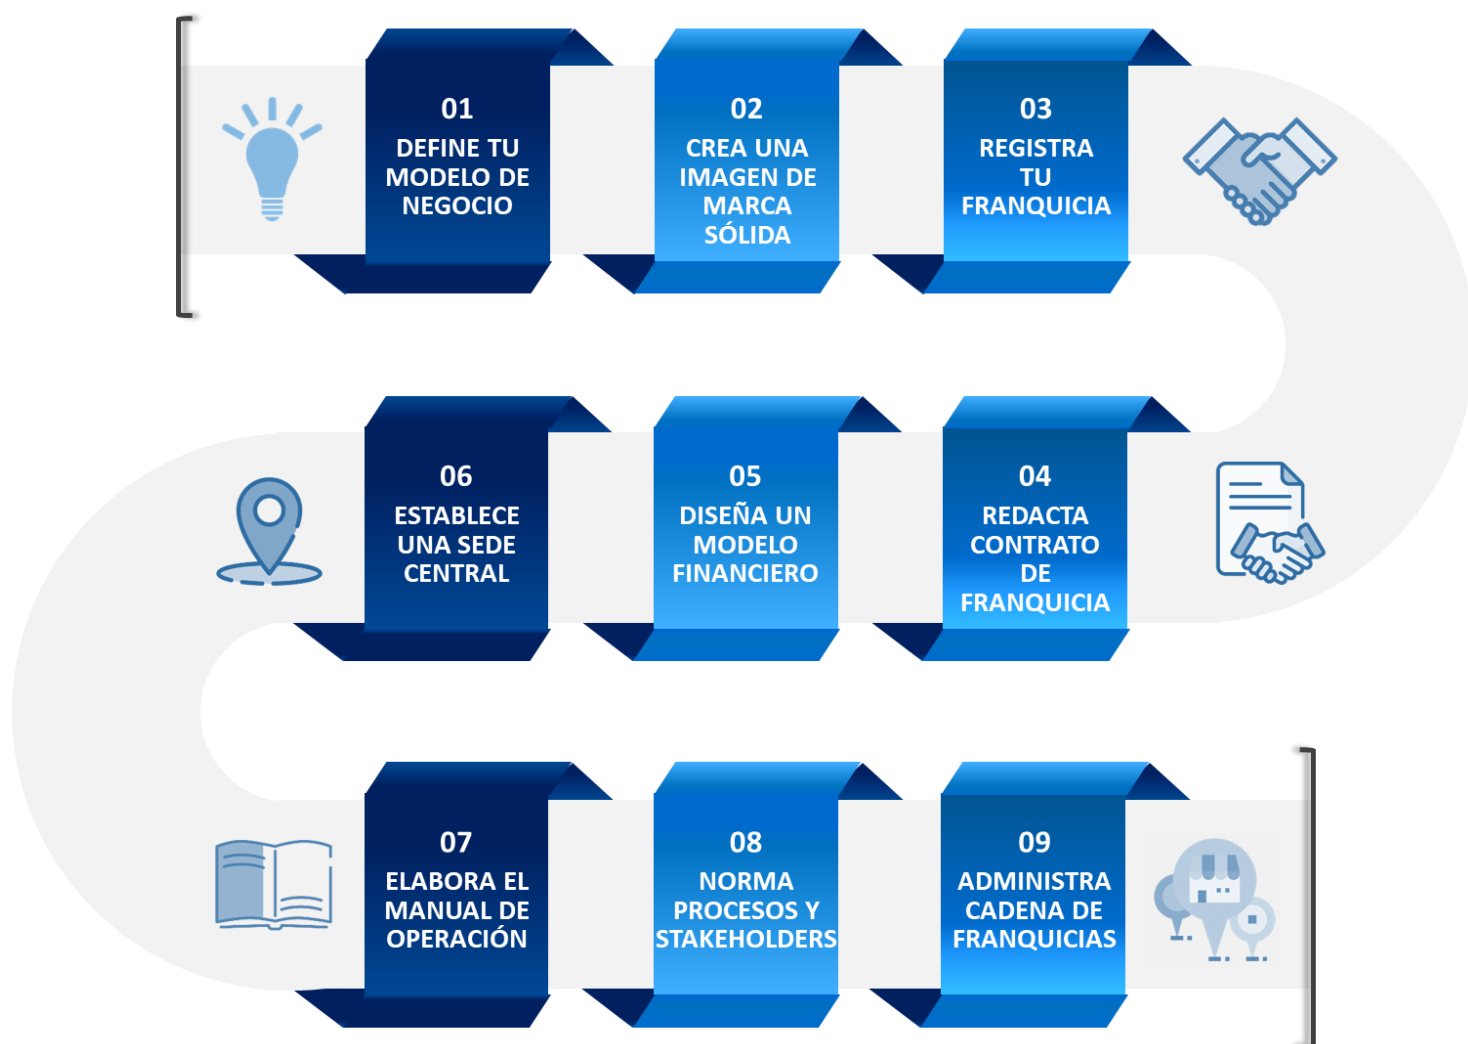 01
DEFINE TU
MODELO DE
NEGOCIO
02
CREA UNA
IMAGEN DE
MARCA
SÓLIDA
03
REGISTRA
TU
FRANQUICIA
04
REDACTA
CONTRATO
DE
FRANQUICIA
05
DISEÑA UN
MODELO
FINANCIERO
06
ESTABLECE
UNA SEDE
CENTRAL
07
ELABORA EL
MANUAL DE
OPERACIÓN
08
NORMA
PROCESOS Y
STAKEHOLDERS
09
ADMINISTRA
CADENA DE
FRANQUICIAS